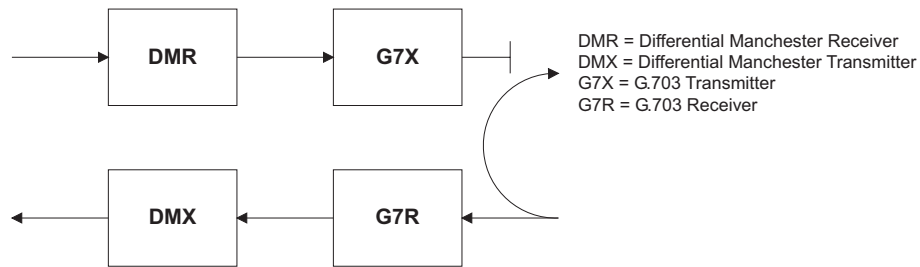 DMR
G7X
DMR = Differential Manchester Receiver
DMX = Differential Manchester Transmitter
G7X = G.703 Transmitter
G7R = G.703 Receiver
DMX
G7R